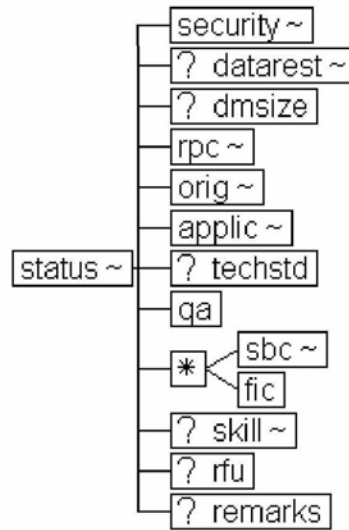 security ~
? datarest ~
? dmsize
rpc ~
orig ~
applic ~
status ~
? techstd
qa
*
sbc ~
fic
? skill ~
? rfu
? remarks